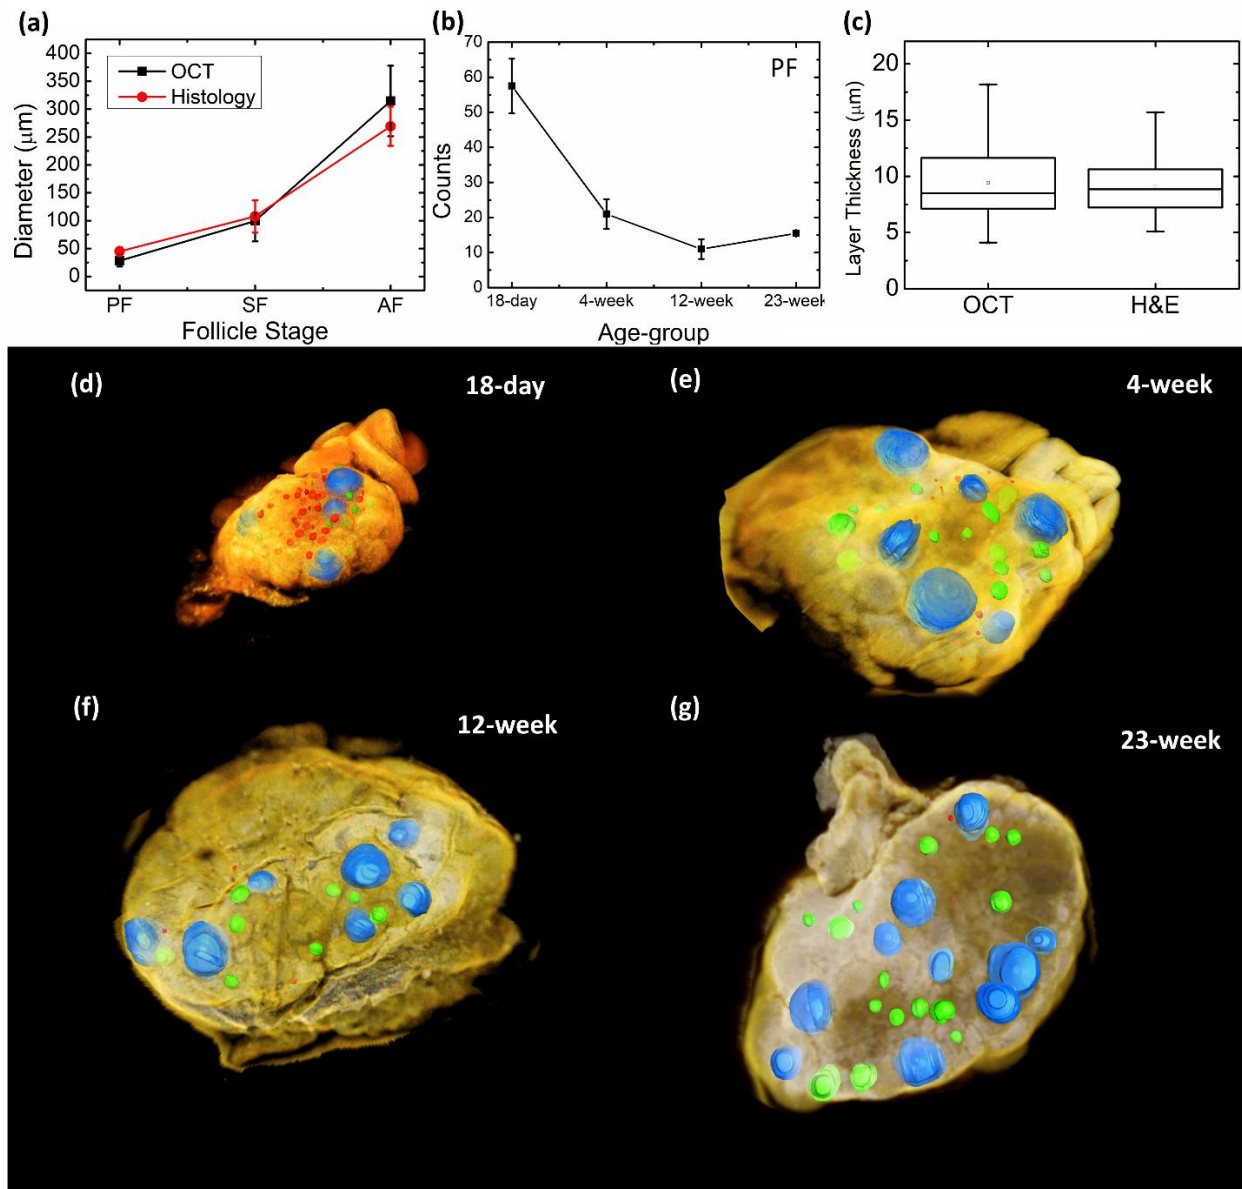 (a)
400
350
300
250
200
150
100
50
0
Diameter (μm)
OCT
Histology
PF
SF
AF
Follicle Stage
(b)
70
60
50
40
30
20
10
0
Counts
PF
18-day
4-week
12-week
23-week
Age-group
(c)
20
15
10
5
0
Layer Thickness (μm)
OCT
H&E
(d)
18-day
(e)
4-week
(f)
12-week
(g)
23-week